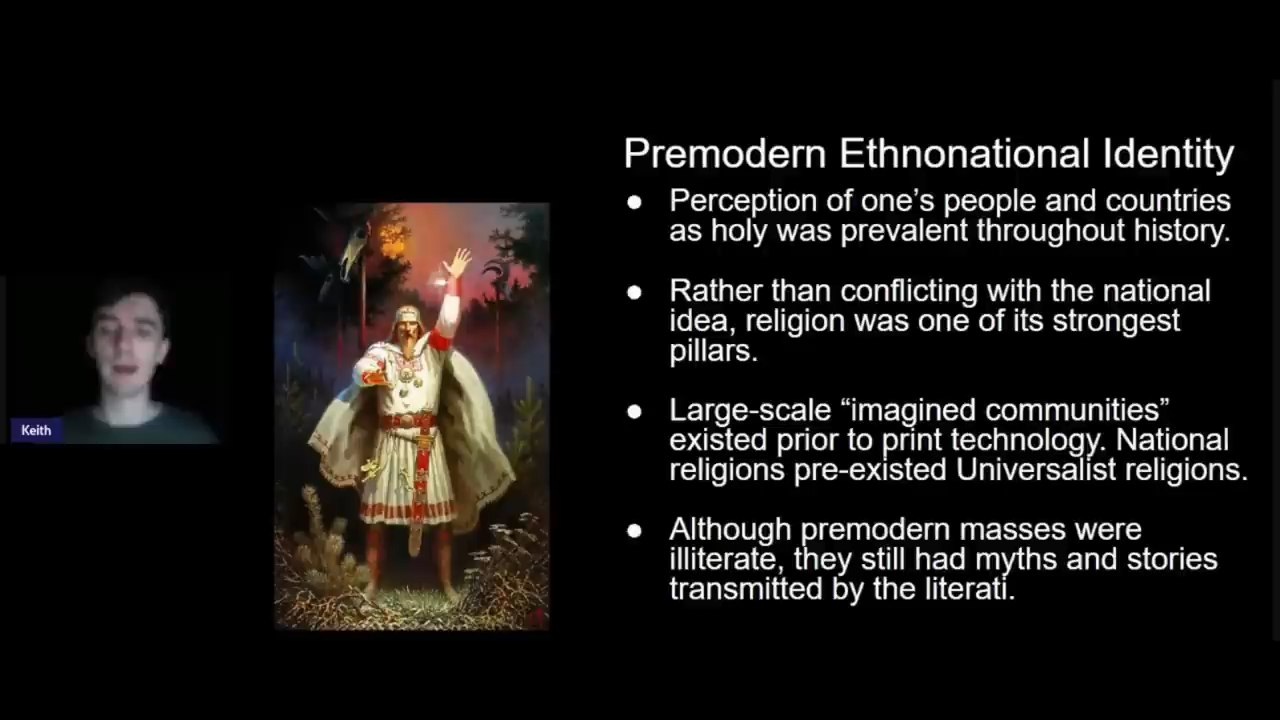 Premodern Ethnonational Identity
● Perception of one's people and countries
as holy was prevalent throughout history.
● Rather than conflicting with the national
idea, religion was one of its strongest
pillars.
● Large-scale “imagined communities”
existed prior to print technology. National
religions pre-existed Universalist religions.
● Although premodern masses were
illiterate, they still had myths and stories
transmitted by the literati.
Keith